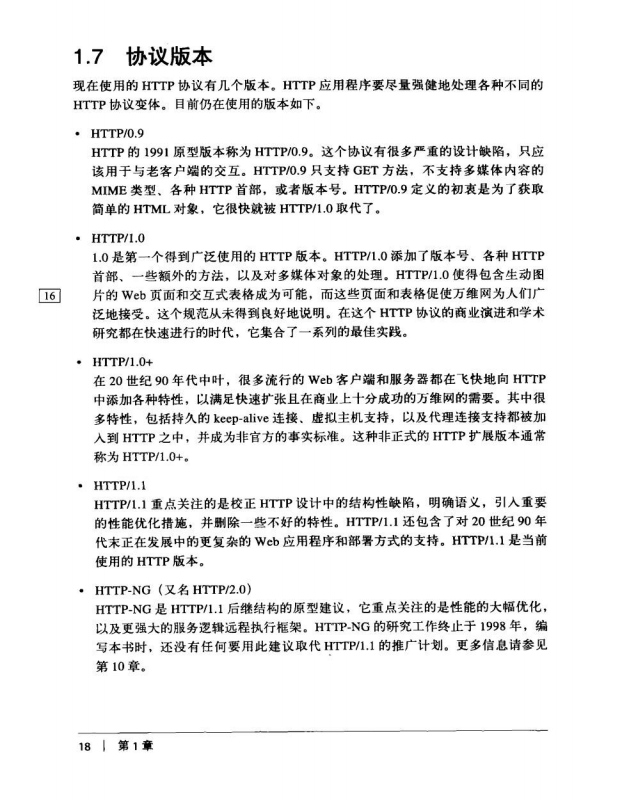 1.7 协议版本
现在使用的 HTTP 协议有几个版本。HTTP 应用程序要尽量强健地处理各种不同的
HTTP 协议变体。目前仍在使用的版本如下。
• HTTP/0.9
HTTP 的 1991 原型版本称为 HTTP/0.9。这个协议有很多严重的设计缺陷，只应
该用于与老客户端的交互。HTTP/0.9 只支持 GET 方法，不支持多媒体内容的
MIME 类型、各种 HTTP 首部，或者版本号。HTTP/0.9 定义的初衷是为了获取
简单的 HTML 对象，它很快就被 HTTP/1.0 取代了。
• HTTP/1.0
1.0 是第一个得到广泛使用的 HTTP 版本。HTTP/1.0 添加了版本号、各种 HTTP
首部、一些额外的方法，以及对多媒体对象的处理。HTTP/1.0 使得包含生动图
16 片的 Web 页面和交互式表格成为可能，而这些页面和表格促使万维网为人们广
泛地接受。这个规范从未得到良好地说明。在这个 HTTP 协议的商业演进和学术
研究都在快速进行的时代，它集合了一系列的最佳实践。
• HTTP/1.0+
在 20 世纪 90 年代中叶，很多流行的 Web 客户端和服务器都在飞快地向 HTTP
中添加各种特性，以满足快速扩张且在商业上十分成功的万维网的需要。其中很
多特性，包括持久的 keep-alive 连接、虚拟主机支持，以及代理连接支持都被加
入到 HTTP 之中，并成为非官方的事实标准。这种非正式的 HTTP 扩展版本通常
称为 HTTP/1.0+。
• HTTP/1.1
HTTP/1.1 重点关注的是校正 HTTP 设计中的结构性缺陷，明确语义，引入重要
的性能优化措施，并删除一些不好的特性。HTTP/1.1 还包含了对 20 世纪 90 年
代末正在发展中的更复杂的 Web 应用程序和部署方式的支持。HTTP/1.1 是当前
使用的 HTTP 版本。
• HTTP-NG（又名 HTTP/2.0）
HTTP-NG 是 HTTP/1.1 后继结构的原型建议，它重点关注的是性能的大幅优化，
以及更强大的服务逻辑远程执行框架。HTTP-NG 的研究工作终止于 1998 年，编
写本书时，还没有任何要用此建议取代 HTTP/1.1 的推广计划。更多信息请参见
第 10 章。
18 | 第 1 章